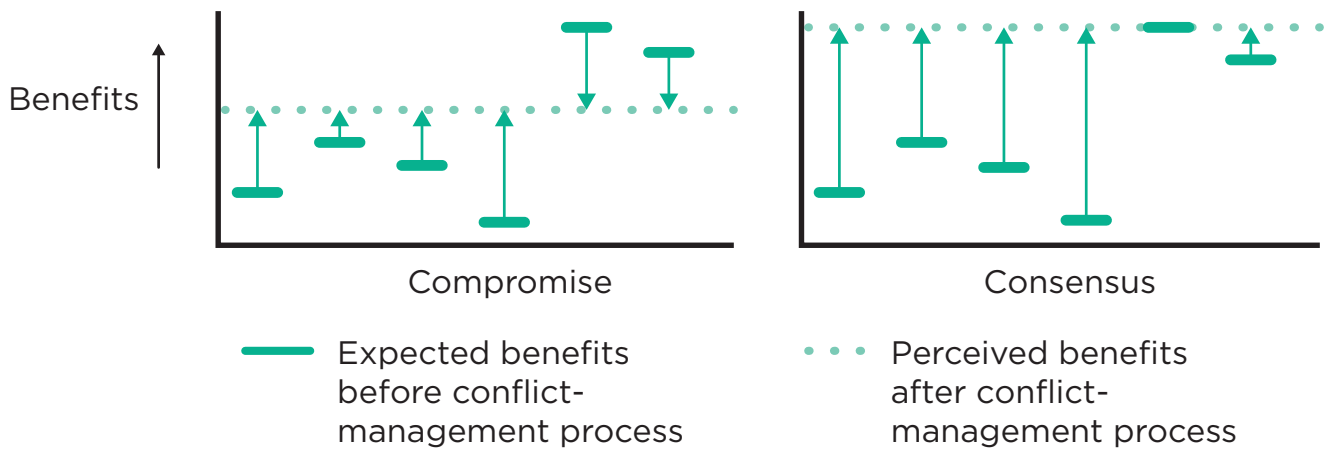 Benefits
Compromise
Consensus
Expected benefits
before conflict-
management process
Perceived benefits
after conflict-
management process